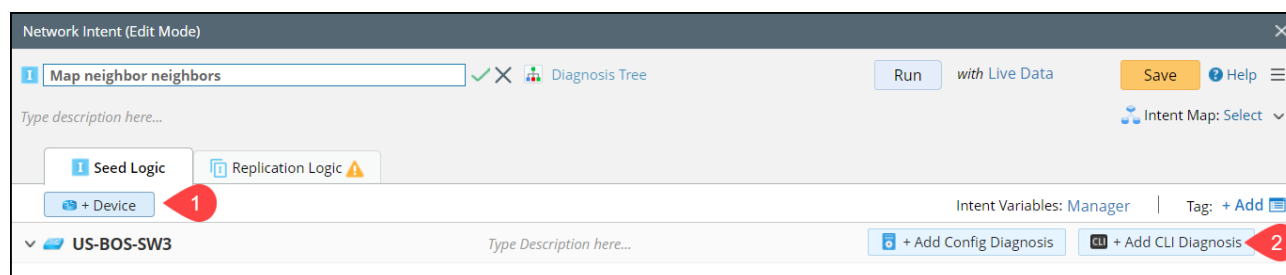 Network Intent (Edit Mode)
I Map neighbor neighbors Diagnosis Tree Run with Live Data Save ? Help
Type description here... Intent Map: Select
I Seed Logic I Replication Logic
+ Device 1 Intent Variables: Manager Tag: + Add
US-BOS-SW3 Type Description here... + Add Config Diagnosis CLI + Add CLI Diagnosis 2